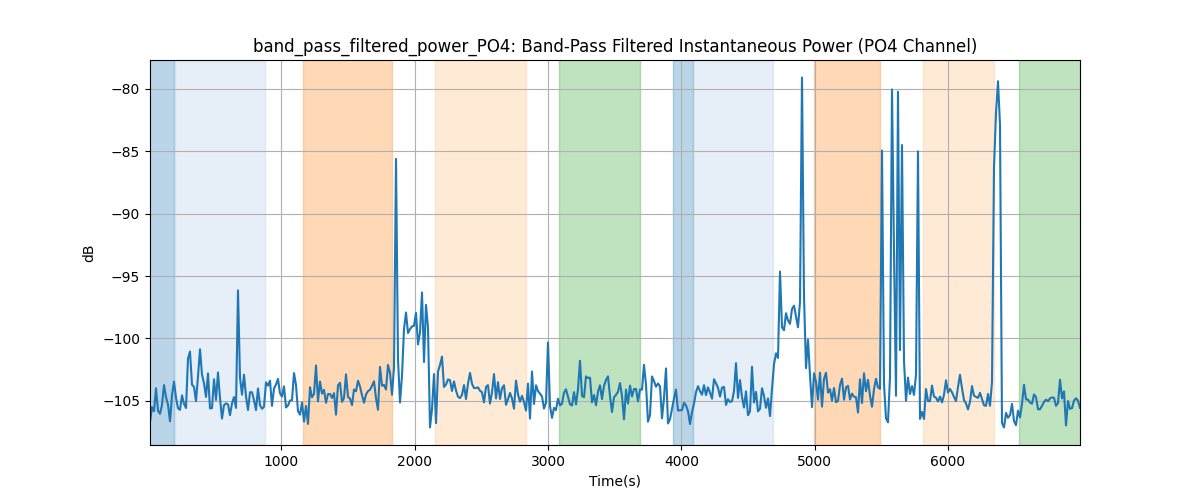 band_pass_filtered_power_PO4: Band-Pass Filtered Instantaneous Power (PO4 Channel)
−80
−85
−90
−95
−100
−105
dB
1000 2000 3000 4000 5000 6000
Time(s)